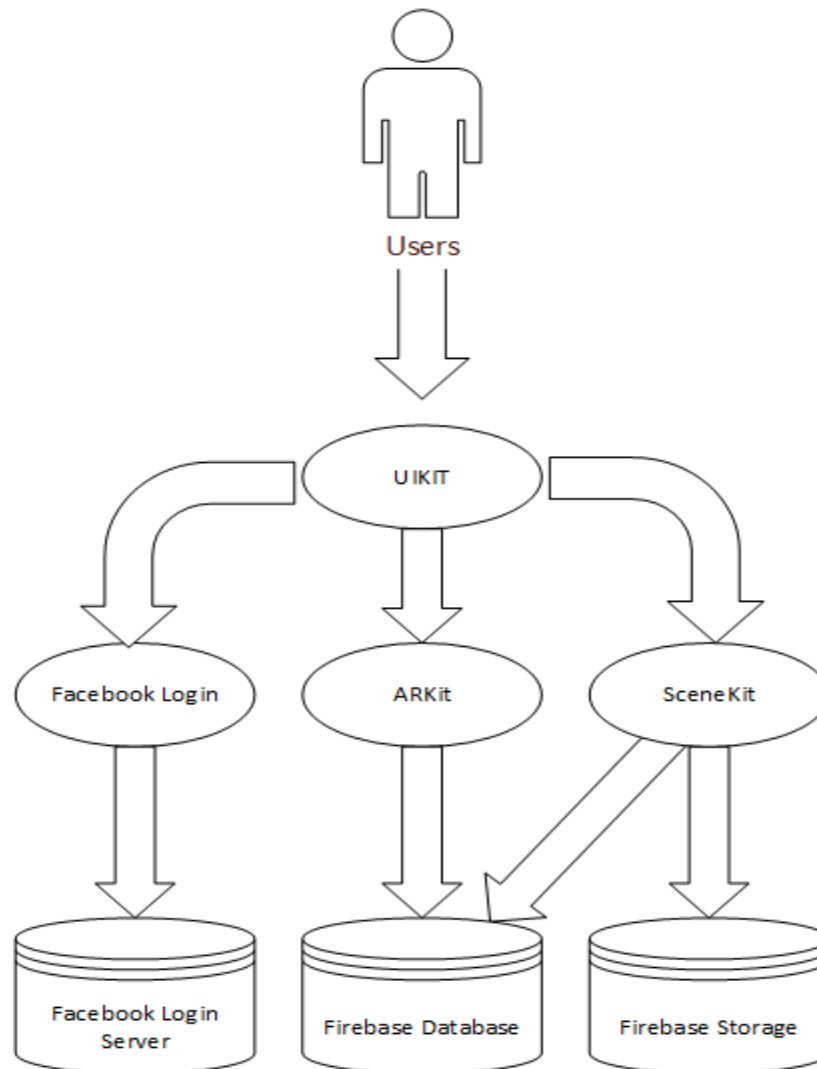 Users
UIKIT
Facebook Login
ARKit
SceneKit
Facebook Login
Server
Firebase Database
Firebase Storage